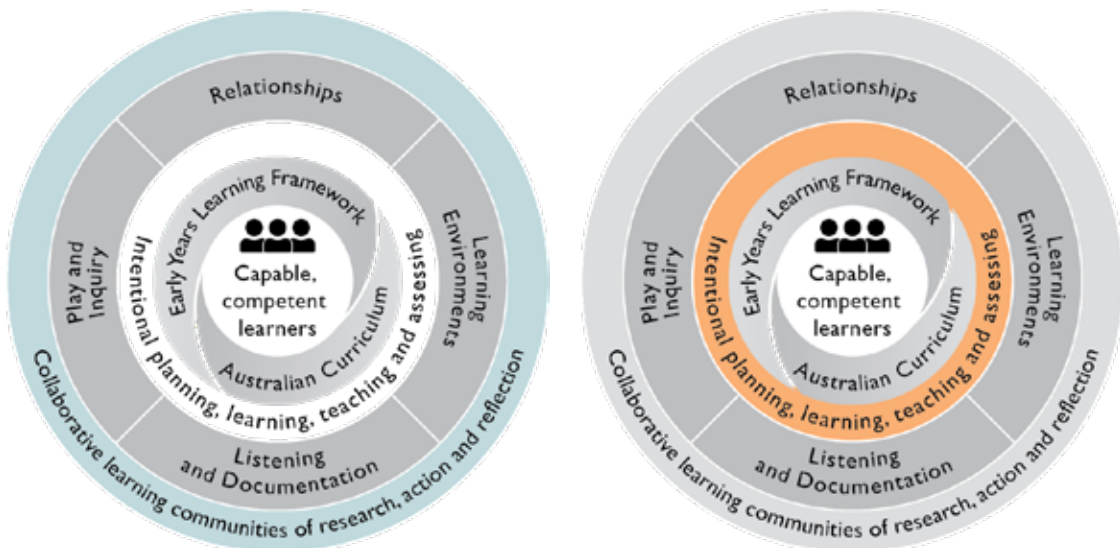 Relationships
Play and
Inquiry
Learning
Environments
Listening
and Documentation
Early Years Learning Framework
Australian Curriculum
Capable,
competent
learners
Intentional planning, learning, teaching and assessing
Collaborative learning communities of research, action and reflection
Relationships
Play and
Inquiry
Learning
Environments
Listening
and Documentation
Early Years Learning Framework
Australian Curriculum
Capable,
competent
learners
Intentional planning, learning, teaching and assessing
Collaborative learning communities of research, action and reflection